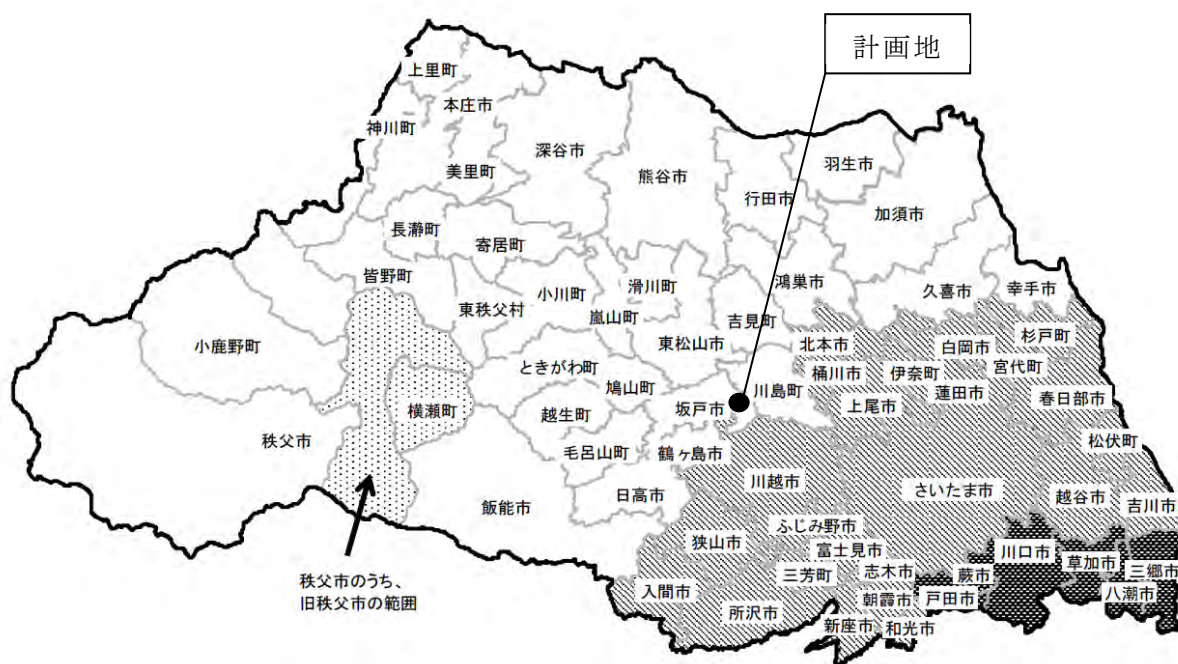 計画地
上里町
本庄市
神川町
深谷市
羽生市
美里町
熊谷市
行田市
加須市
長瀞町
寄居町
皆野町
鴻巣市
滑川町
小川町
久喜市
幸手市
東秩父村
嵐山町
吉見町
杉戸町
小鹿野町
東松山市
北本市
白岡市
ときがわ町
宮代町
桶川市
伊奈町
鳩山町
川島町
蓮田市
春日部市
横瀬町
越生町
坂戸市
上尾市
秩父市
松伏町
毛呂山町
鶴ヶ島市
川越市
さいたま市
越谷市
日高市
吉川市
飯能市
ふじみ野市
狭山市
富士見市
川口市
草加市
三郷市
秩父市のうち、
旧秩父市の範囲
三芳町
志木市
蕨市
入間市
朝霞市
戸田市
八潮市
所沢市
新座市
和光市